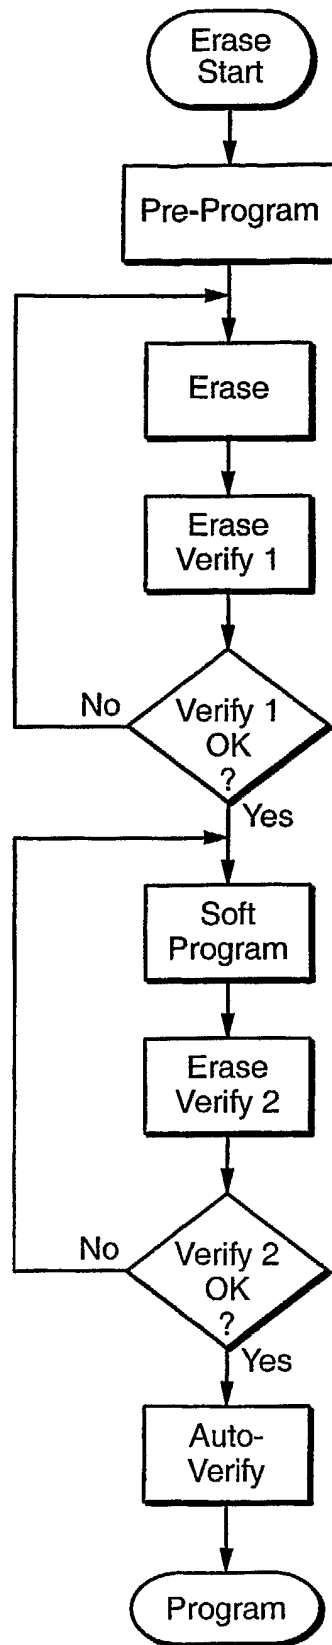 Erase
Start
Pre-Program
Erase
Erase
Verify 1
No
Verify 1
OK
?
Yes
Soft
Program
Erase
Verify 2
No
Verify 2
OK
?
Yes
Auto-
Verify
Program